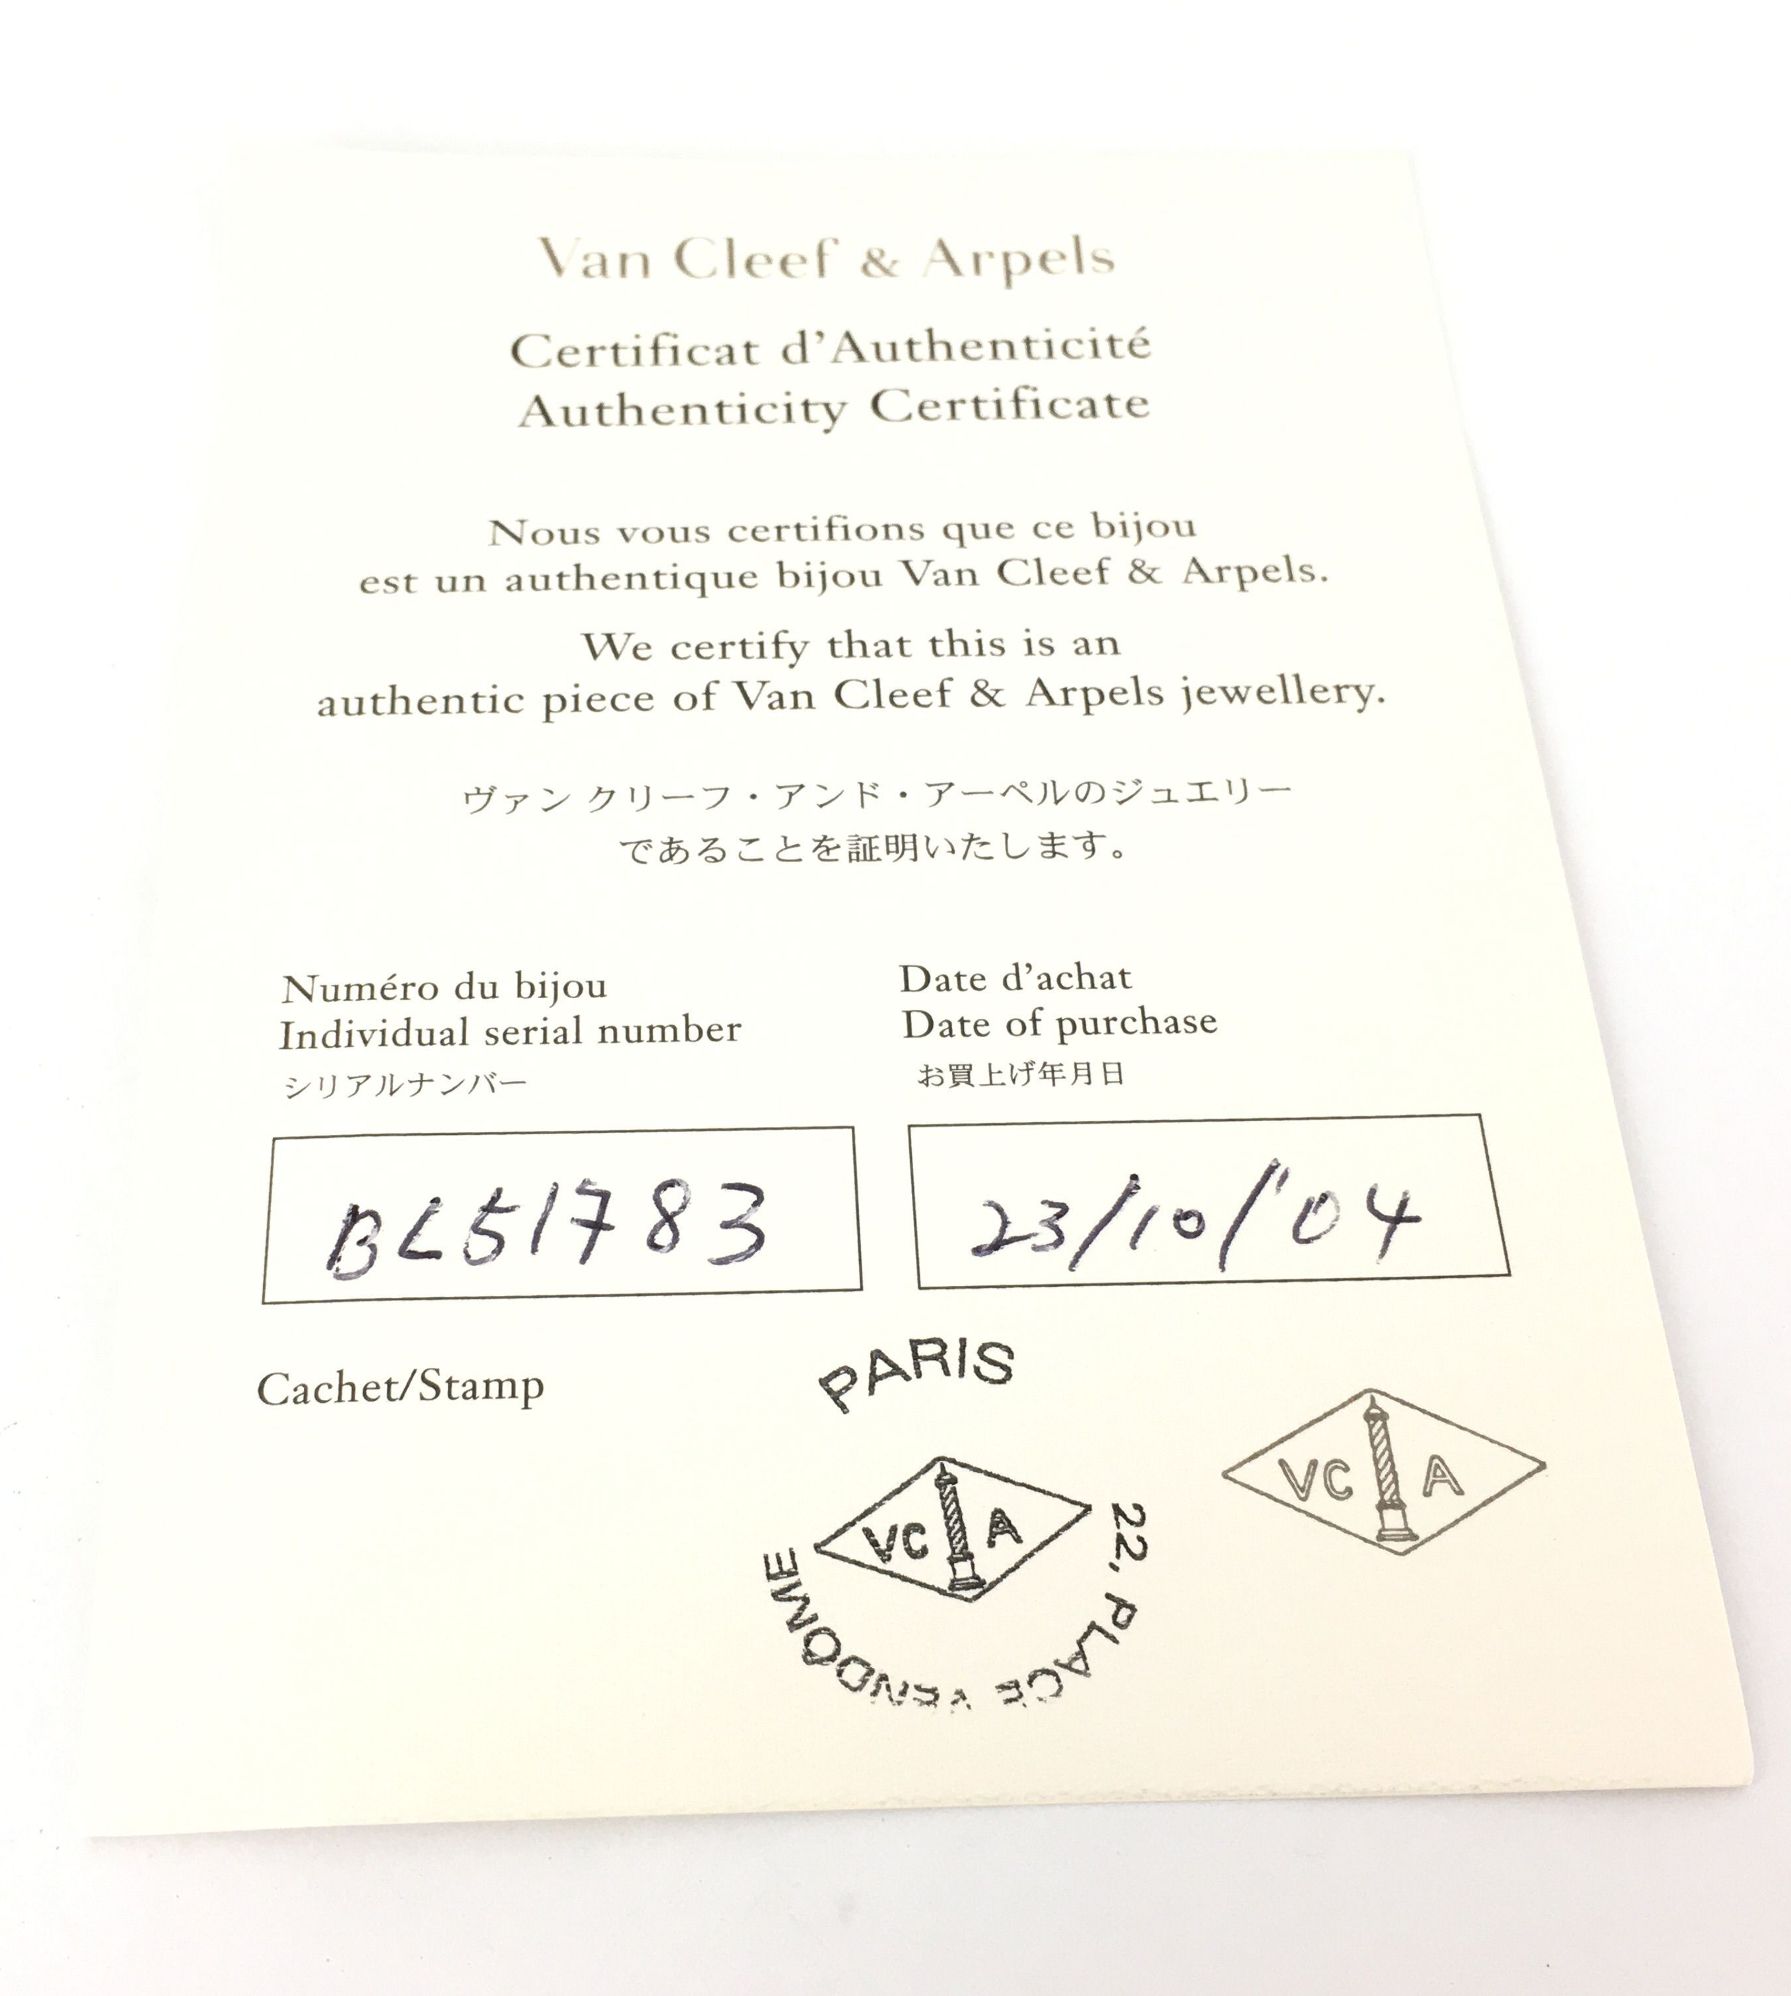 Van Cleef & Arpels
Certificat d'Authenticité
Authenticity Certificate
Nous vous certifions que ce bijou
est un authentique bijou Van Cleef & Arpels.
We certify that this is an
authentic piece of Van Cleef & Arpels jewellery.
ヴァン クリーフ・アンド・アーペルのジュエリー
であることを証明いたします。
Numéro du bijou
Individual serial number
シリアルナンバー
BL51783
Date d'achat
Date of purchase
お買上げ年月日
23/10/'04
Cachet/Stamp
PARIS
VC A
22, PLACE VENDOME
VC A